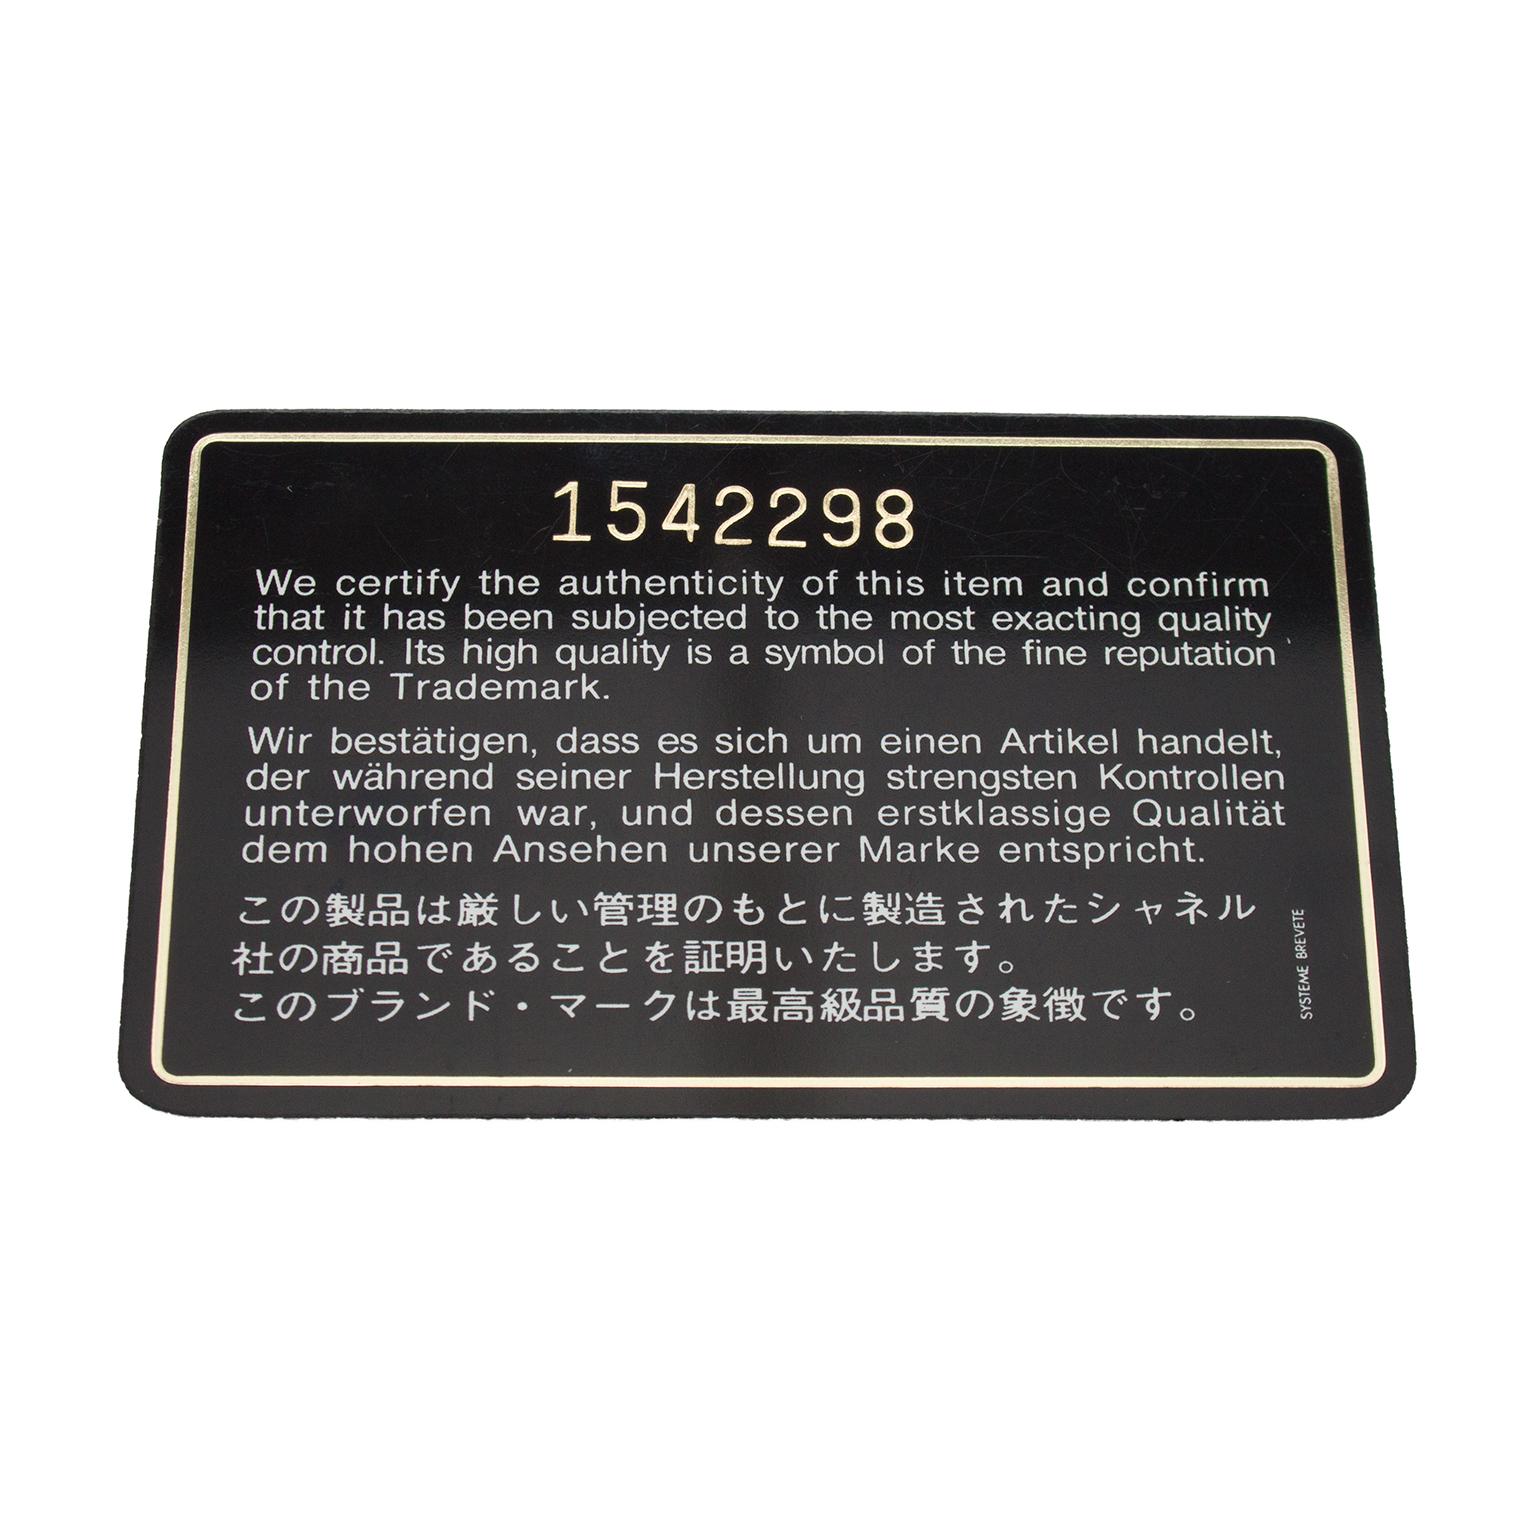 1542298
We certify the authenticity of this item and confirm
that it has been subjected to the most exacting quality
control. Its high quality is a symbol of the fine reputation
of the Trademark.
Wir bestätigen, dass es sich um einen Artikel handelt,
der während seiner Herstellung strengsten Kontrollen
unterworfen war, und dessen erstklassige Qualität
dem hohen Ansehen unserer Marke entspricht.
この製品は厳しい管理のもとに製造されたシャネル
社の商品であることを証明いたします。
このブランド・マークは最高級品質の象徴です。
SYSTEME BREVETE